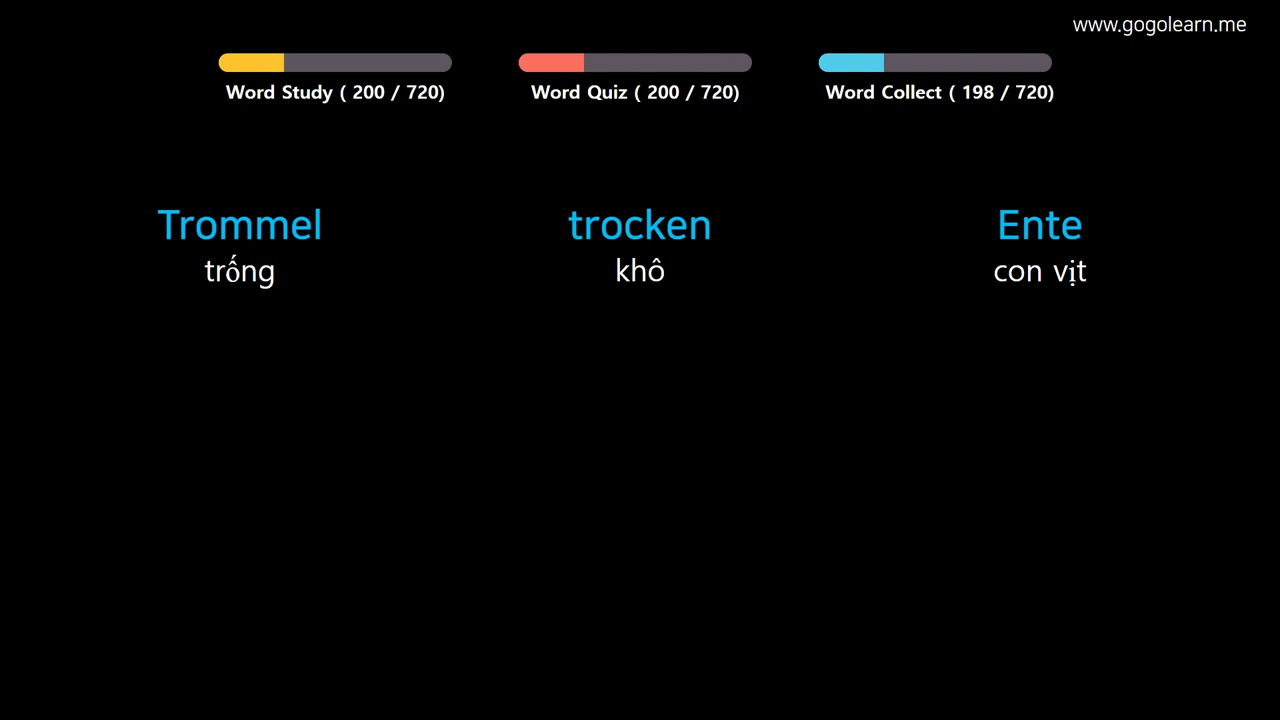 www.gogolearn.me
Word Study ( 200 / 720)
Word Quiz ( 200 / 720)
Word Collect ( 198 / 720)
Trommel
trống
trocken
khô
Ente
con vịt